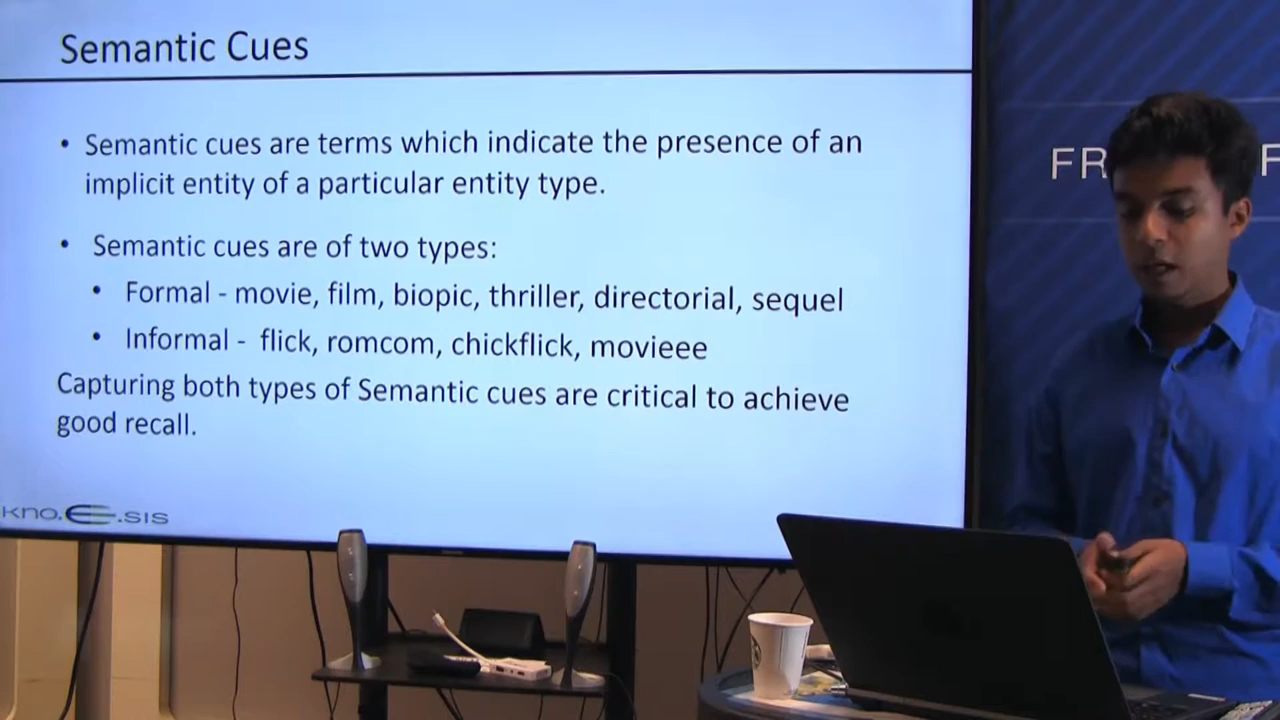 Semantic Cues
• Semantic cues are terms which indicate the presence of an
implicit entity of a particular entity type.
• Semantic cues are of two types:
• Formal - movie, film, biopic, thriller, directorial, sequel
• Informal - flick, romcom, chickflick, movieee
Capturing both types of Semantic cues are critical to achieve
good recall.
kno.e.sis
FR
F